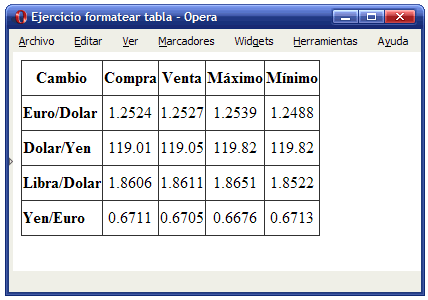 Ejercicio formatear tabla - Opera
Archivo Editar Ver Marcadores Widgets Herramientas Ayuda
Cambio Compra Venta Máximo Mínimo
Euro/Dolar 1.2524 1.2527 1.2539 1.2488
Dolar/Yen 119.01 119.05 119.82 119.82
Libra/Dolar 1.8606 1.8611 1.8651 1.8522
Yen/Euro 0.6711 0.6705 0.6676 0.6713